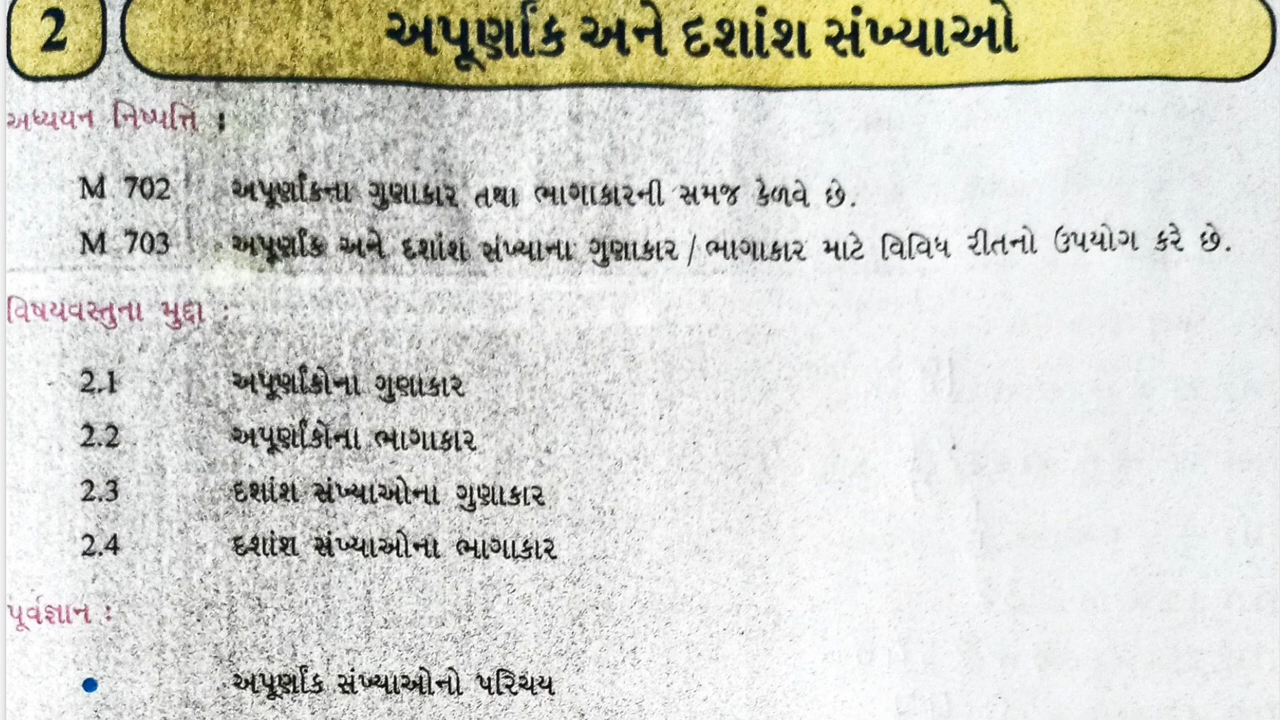 2 અપૂર્ણાંક અને દશાંશ સંખ્યાઓ
અધ્યયન નિષ્પત્તિ :
M 702 અપૂર્ણાંકના ગુણાકાર તથા ભાગાકારની સમજ કેળવે છે.
M 703 અપૂર્ણાંક અને દશાંશ સંખ્યાના ગુણાકાર / ભાગાકાર માટે વિવિધ રીતનો ઉપયોગ કરે છે.
વિષયવસ્તુના મુદ્દા :
2.1 અપૂર્ણાંકોના ગુણાકાર
2.2 અપૂર્ણાંકોના ભાગાકાર
2.3 દશાંશ સંખ્યાઓના ગુણાકાર
2.4 દશાંશ સંખ્યાઓના ભાગાકાર
પૂર્વજ્ઞાન :
• અપૂર્ણાંક સંખ્યાઓનો પરિચય